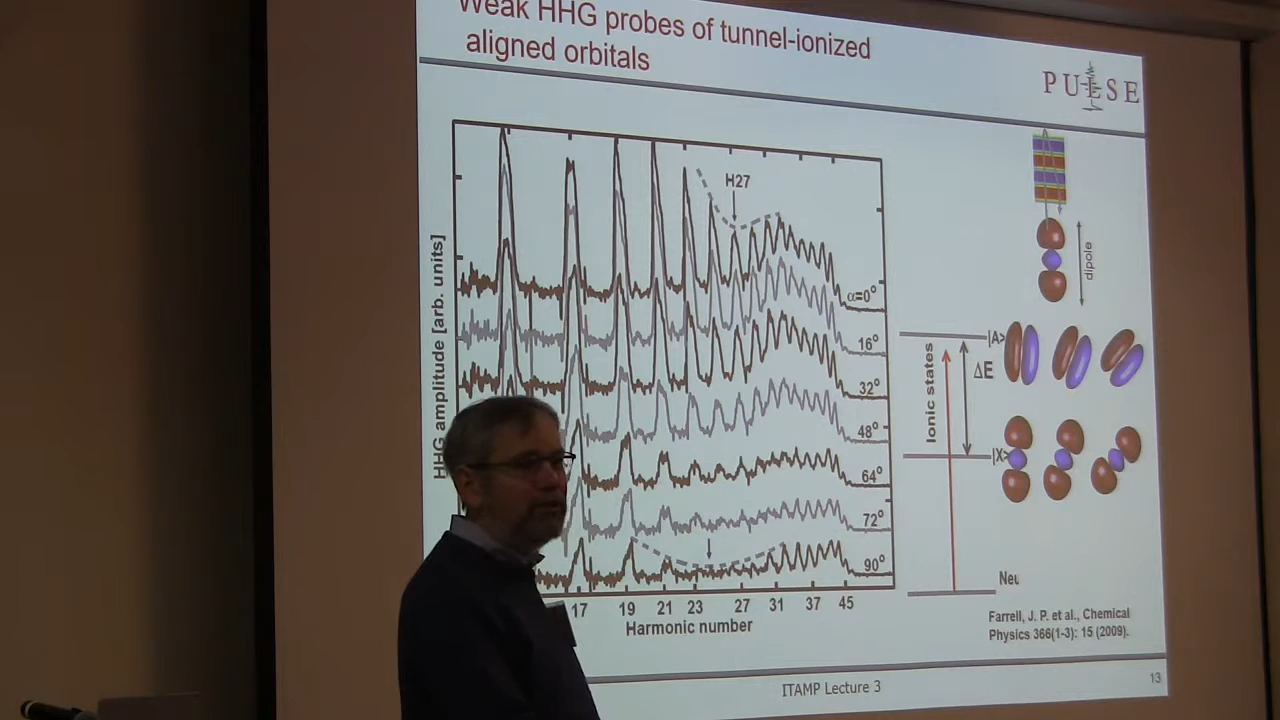 Weak HHG probes of tunnel-ionized
aligned orbitals
PULSE
HHG amplitude [arb. units]
H27
α=0°
16°
32°
48°
64°
72°
90°
17 19 21 23 27 31 37 45
Harmonic number
dipole
Ionic states
|A>
ΔE
|X>
Neu
Farrell, J. P. et al., Chemical
Physics 366(1-3): 15 (2009).
ITAMP Lecture 3
13